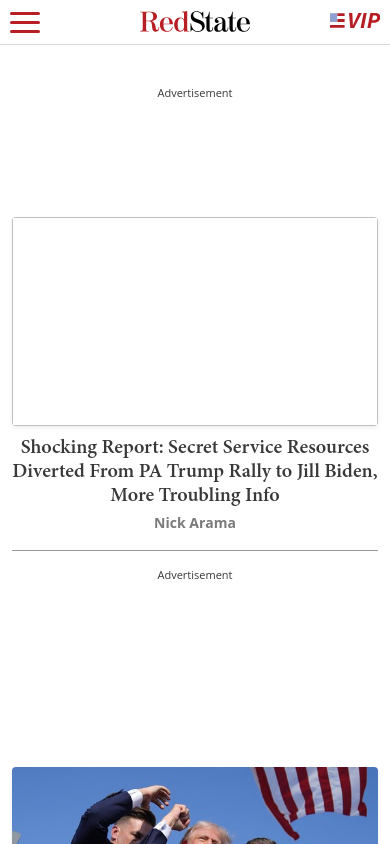 RedState
VIP
Advertisement
Shocking Report: Secret Service Resources
Diverted From PA Trump Rally to Jill Biden,
More Troubling Info
Nick Arama
Advertisement